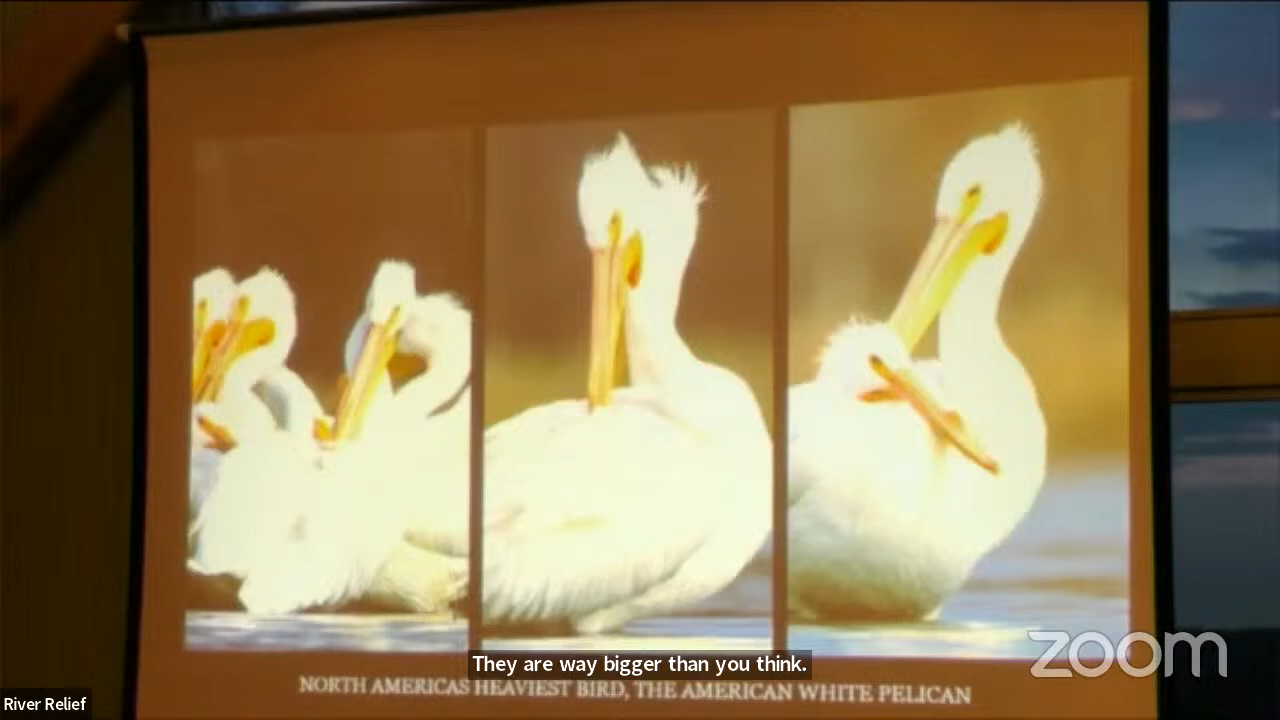 They are way bigger than you think.
NORTH AMERICAS HEAVIEST BIRD, THE AMERICAN WHITE PELICAN
zoom
River Relief